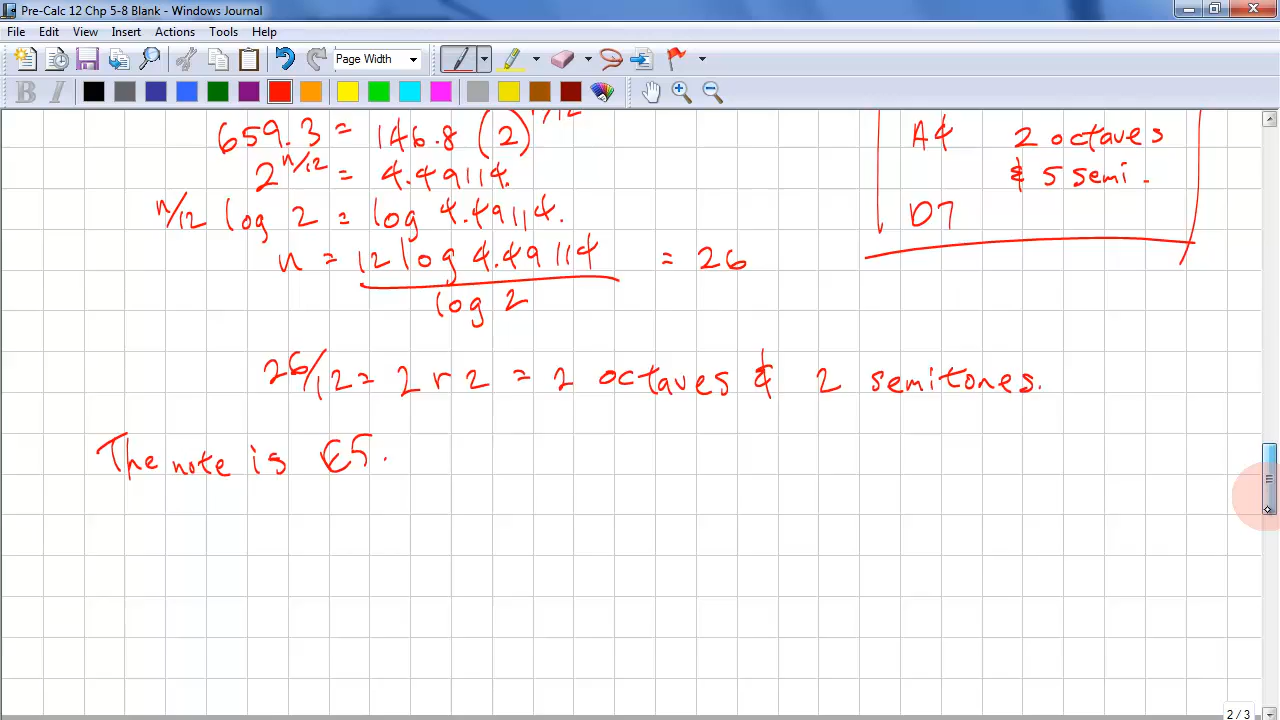 Pre-Calc 12 Chp 5-8 Blank - Windows Journal
File Edit View Insert Actions Tools Help
Page Width
B I
659.3 = 146.8 (2)^n/12
2^n/12 = 4.49114.
n/12 log 2 = log 4.49114.
n = 12 log 4.49114 = 26
log 2
26/12 = 2 r 2 = 2 octaves & 2 semitones.
The note is E5.
A4 2 octaves
& 5 semi.
D7
2 / 3